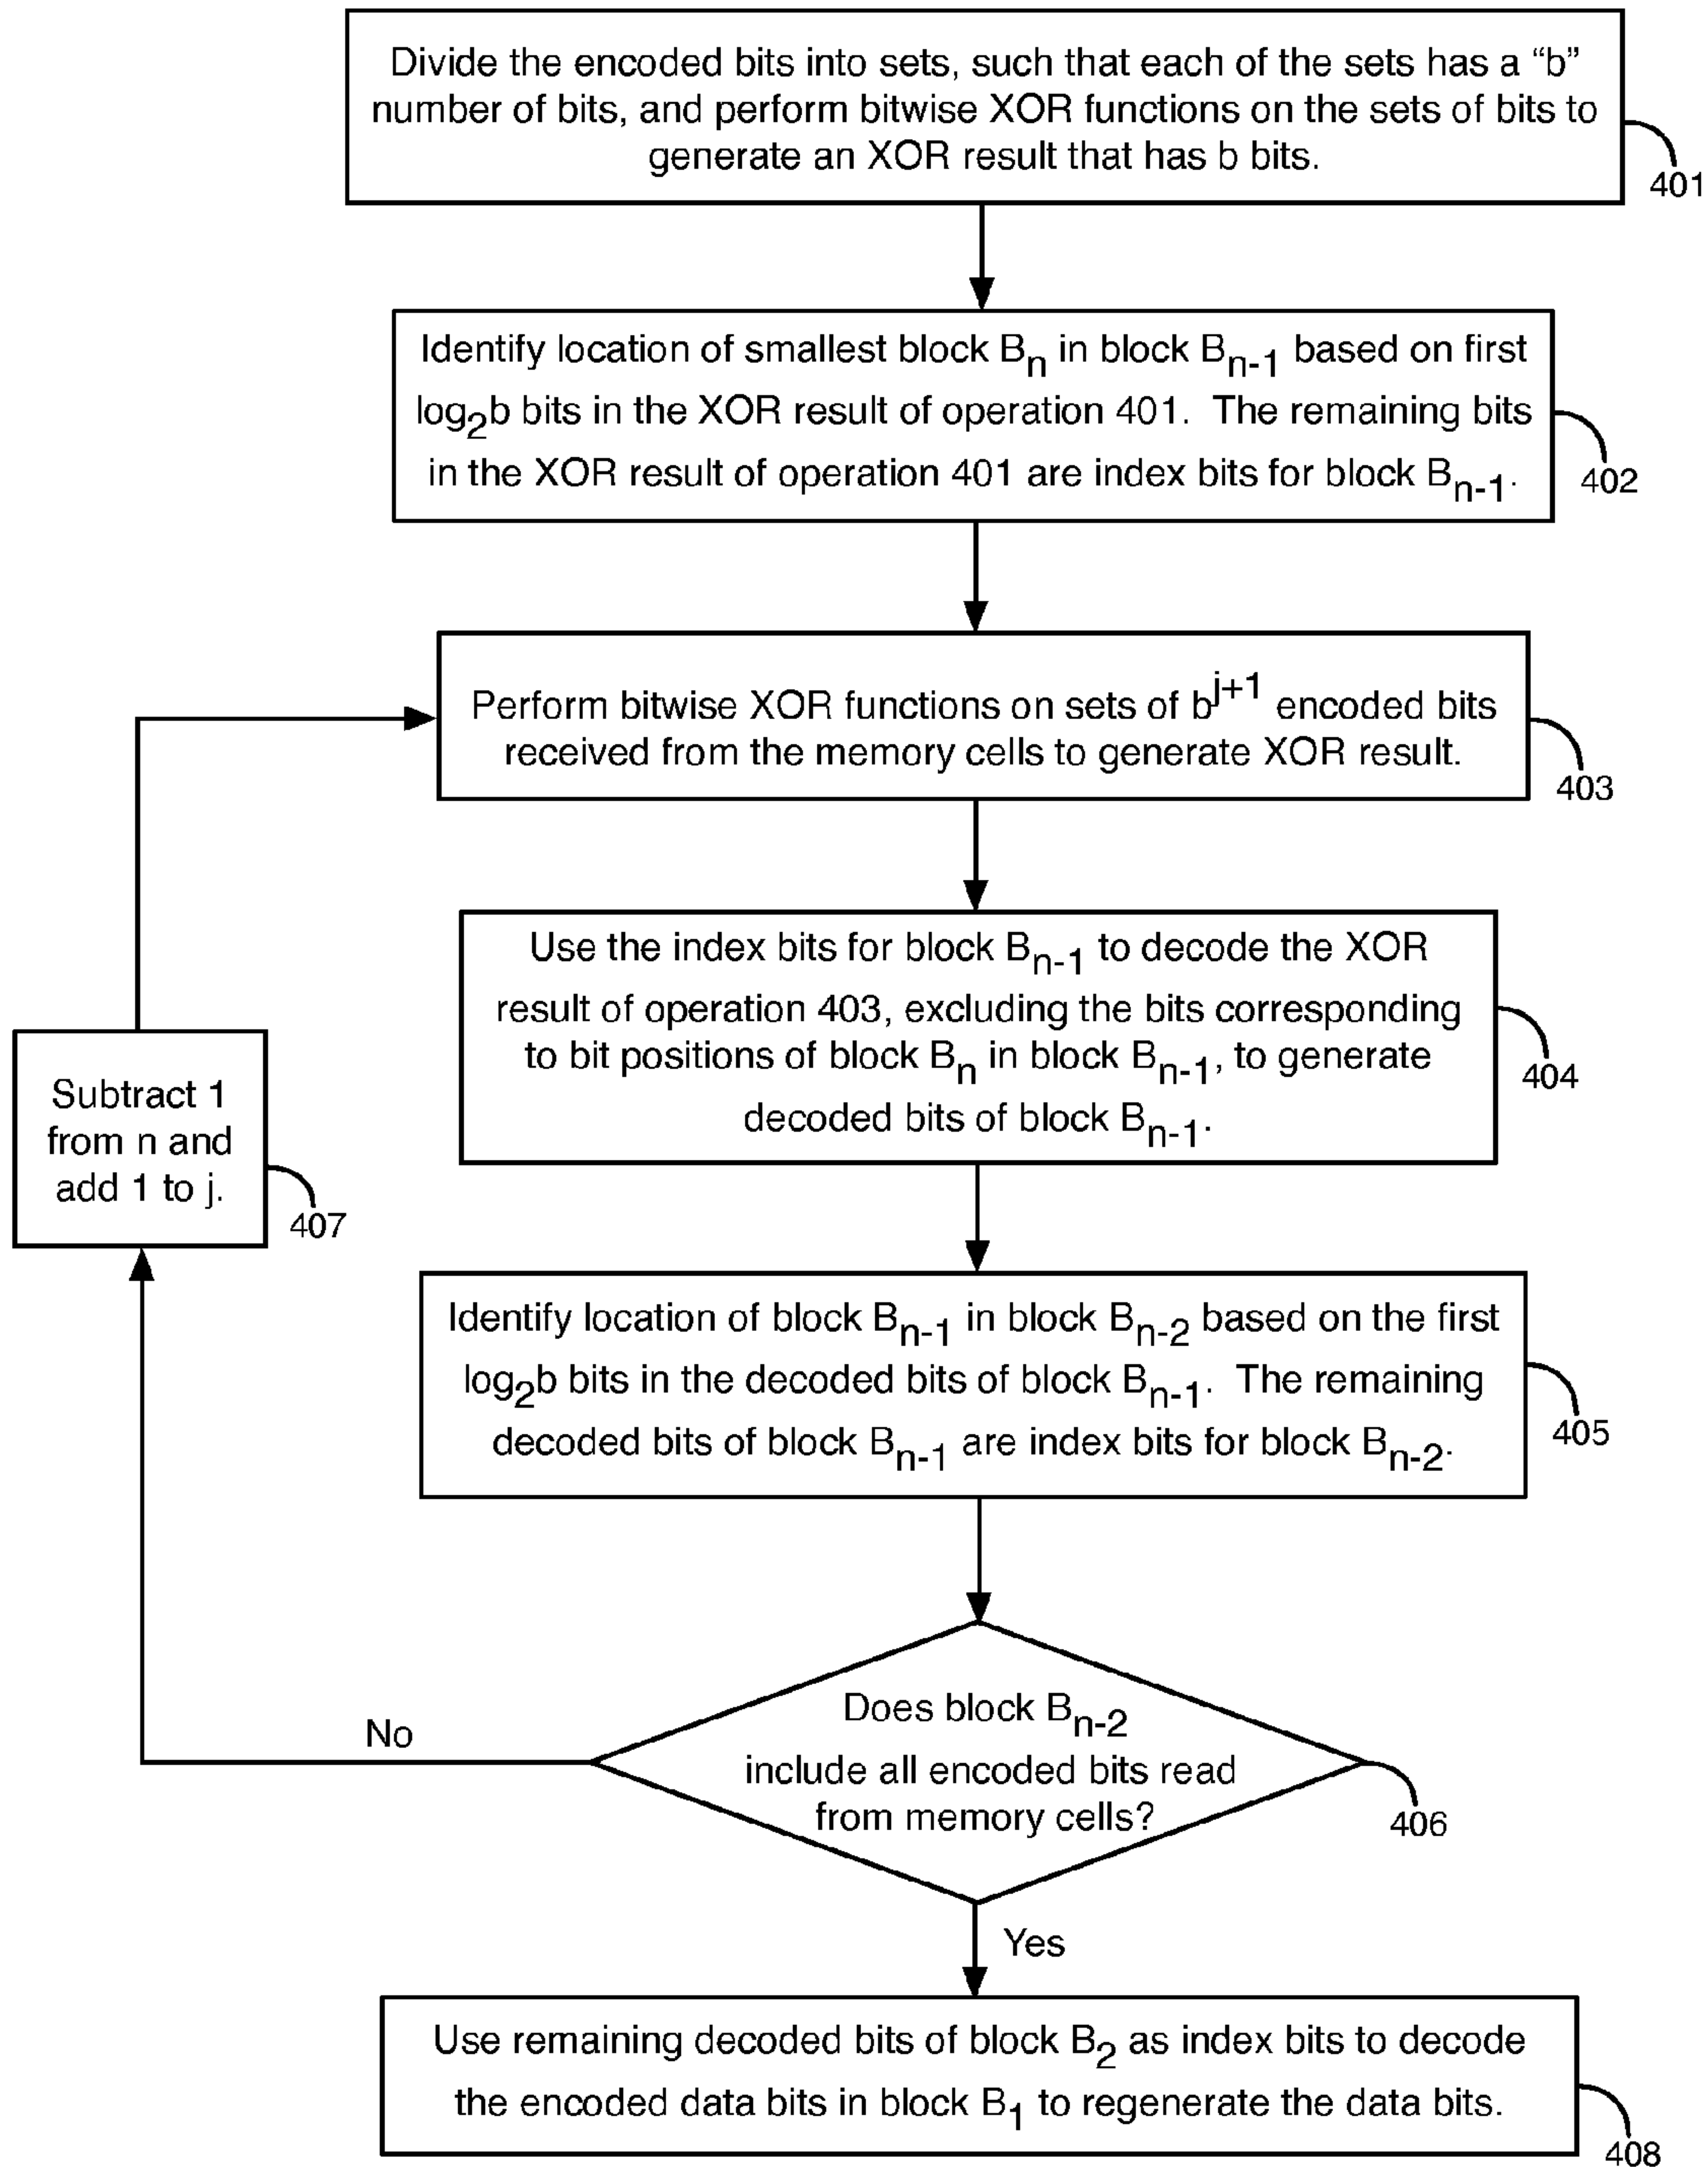 Divide the encoded bits into sets, such that each of the sets has a “b”
number of bits, and perform bitwise XOR functions on the sets of bits to
generate an XOR result that has b bits.
401
Identify location of smallest block Bn in block Bn-1 based on first
log2b bits in the XOR result of operation 401. The remaining bits
in the XOR result of operation 401 are index bits for block Bn-1.
402
Perform bitwise XOR functions on sets of b^j+1 encoded bits
received from the memory cells to generate XOR result.
403
Use the index bits for block Bn-1 to decode the XOR
result of operation 403, excluding the bits corresponding
to bit positions of block Bn in block Bn-1, to generate
decoded bits of block Bn-1.
404
Subtract 1
from n and
add 1 to j.
407
Identify location of block Bn-1 in block Bn-2 based on the first
log2b bits in the decoded bits of block Bn-1. The remaining
decoded bits of block Bn-1 are index bits for block Bn-2.
405
Does block Bn-2
include all encoded bits read
from memory cells?
406
No
Yes
Use remaining decoded bits of block B2 as index bits to decode
the encoded data bits in block B1 to regenerate the data bits.
408